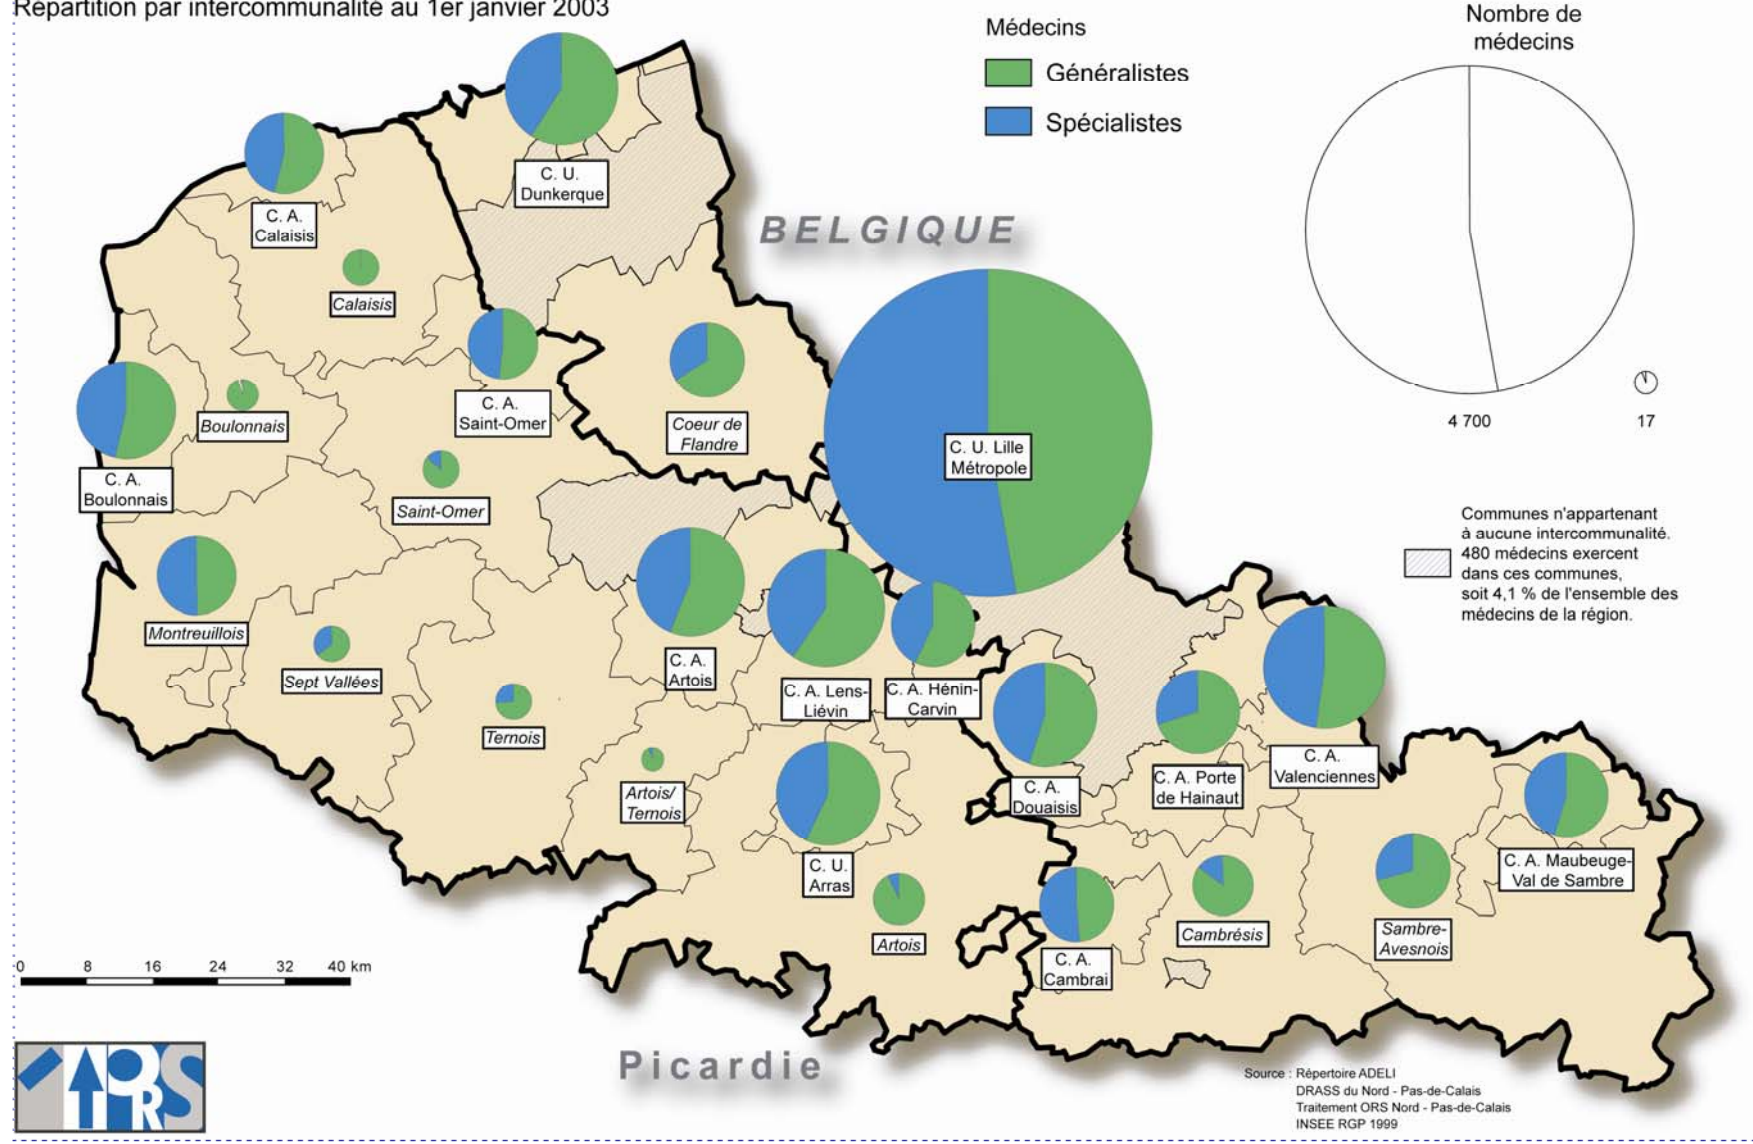 Répartition par intercommunalité au 1er janvier 2003
Médecins
Généralistes
Spécialistes
Nombre de
médecins
4 700
17
Communes n'appartenant
à aucune intercommunalité.
480 médecins exercent
dans ces communes,
soit 4,1 % de l'ensemble des
médecins de la région.
BELGIQUE
C. U.
Dunkerque
C. A.
Calaisis
Calaisis
C. A.
Saint-Omer
Coeur de
Flandre
C. U. Lille
Métropole
Boulonnais
C. A.
Boulonnais
Saint-Omer
Montreuillois
Sept Vallées
Ternois
C. A.
Artois
C. A. Lens-
Liévin
C. A. Hénin-
Carvin
Artois/
Ternois
C. A.
Douaisis
C. A. Porte
de Hainaut
C. A.
Valenciennes
C. U.
Arras
Artois
C. A.
Cambrai
Cambrésis
Sambre-
Avesnois
C. A. Maubeuge-
Val de Sambre
0 8 16 24 32 40 km
Picardie
ORS
Source : Répertoire ADELI
DRASS du Nord - Pas-de-Calais
Traitement ORS Nord - Pas-de-Calais
INSEE RGP 1999